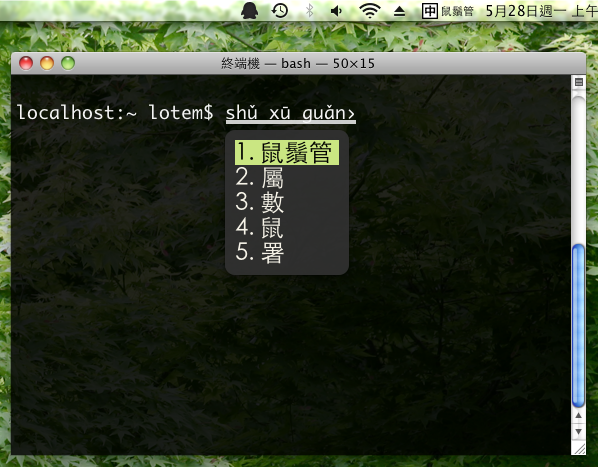 中 鼠鬚管 5月28日週一 上午
終端機 — bash — 50×15
localhost:~ lotem$ shǔ xū guǎn›
1. 鼠鬚管
2. 屬
3. 數
4. 鼠
5. 署